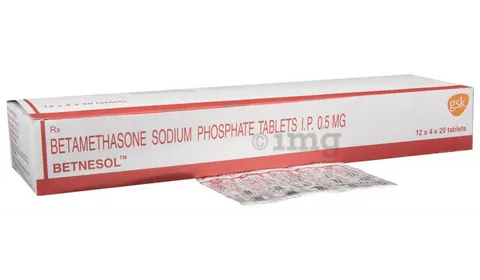 12 x 4 x 20 tablets
Rx
BETAMETHASONE SODIUM PHOSPHATE TABLETS I.P. 0.5 MG
BETNESOL™
gsk
12 x 4 x 20 tablets
©1mg